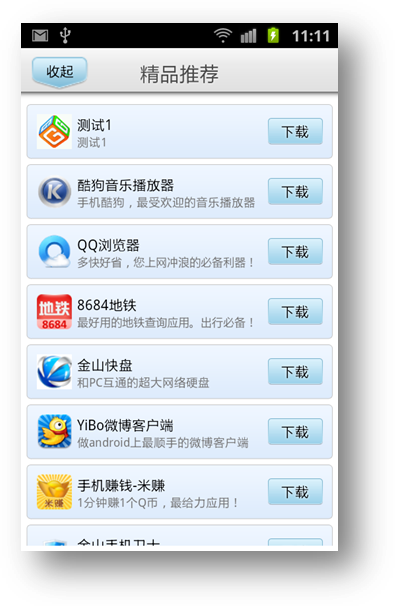 11:11
收起
精品推荐
测试1
测试1
下载
酷狗音乐播放器
手机酷狗，最受欢迎的音乐播放器
下载
K
QQ浏览器
多快好省，您上网冲浪的必备利器！
下载
地铁
8684
8684地铁
最好用的地铁查询应用。出行必备！
下载
金山快盘
和PC互通的超大网络硬盘
下载
YiBo微博客户端
做android上最顺手的微博客户端
下载
米赚
手机赚钱-米赚
1分钟赚1个Q币，最给力应用！
下载
金山手机卫士